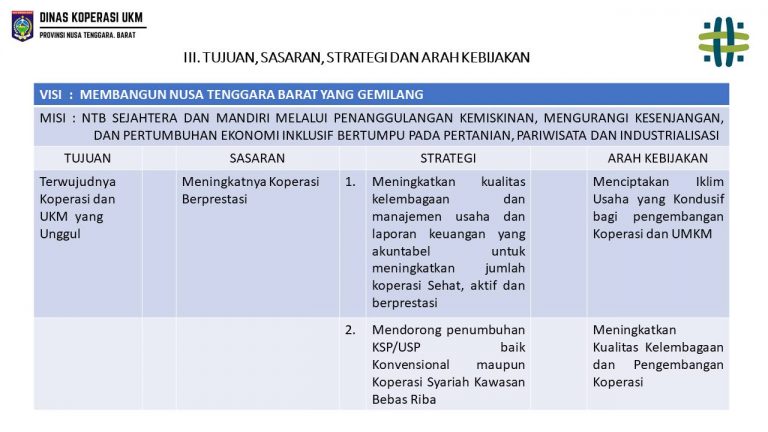 DINAS KOPERASI UKM
PROVINSI NUSA TENGGARA. BARAT
III. TUJUAN, SASARAN, STRATEGI DAN ARAH KEBIJAKAN
VISI : MEMBANGUN NUSA TENGGARA BARAT YANG GEMILANG
MISI : NTB SEJAHTERA DAN MANDIRI MELALUI PENANGGULANGAN KEMISKINAN, MENGURANGI KESENJANGAN,
DAN PERTUMBUHAN EKONOMI INKLUSIF BERTUMPU PADA PERTANIAN, PARIWISATA DAN INDUSTRIALISASI
TUJUAN
SASARAN
STRATEGI
ARAH KEBIJAKAN
Terwujudnya
Koperasi dan
UKM yang
Unggul
Meningkatnya Koperasi
Berprestasi
1. Meningkatkan kualitas
kelembagaan dan
manajemen usaha dan
laporan keuangan yang
akuntabel untuk
meningkatkan jumlah
koperasi Sehat, aktif dan
berprestasi
Menciptakan Iklim
Usaha yang Kondusif
bagi pengembangan
Koperasi dan UMKM
2. Mendorong penumbuhan
KSP/USP baik
Konvensional maupun
Koperasi Syariah Kawasan
Bebas Riba
Meningkatkan
Kualitas Kelembagaan
dan Pengembangan
Koperasi